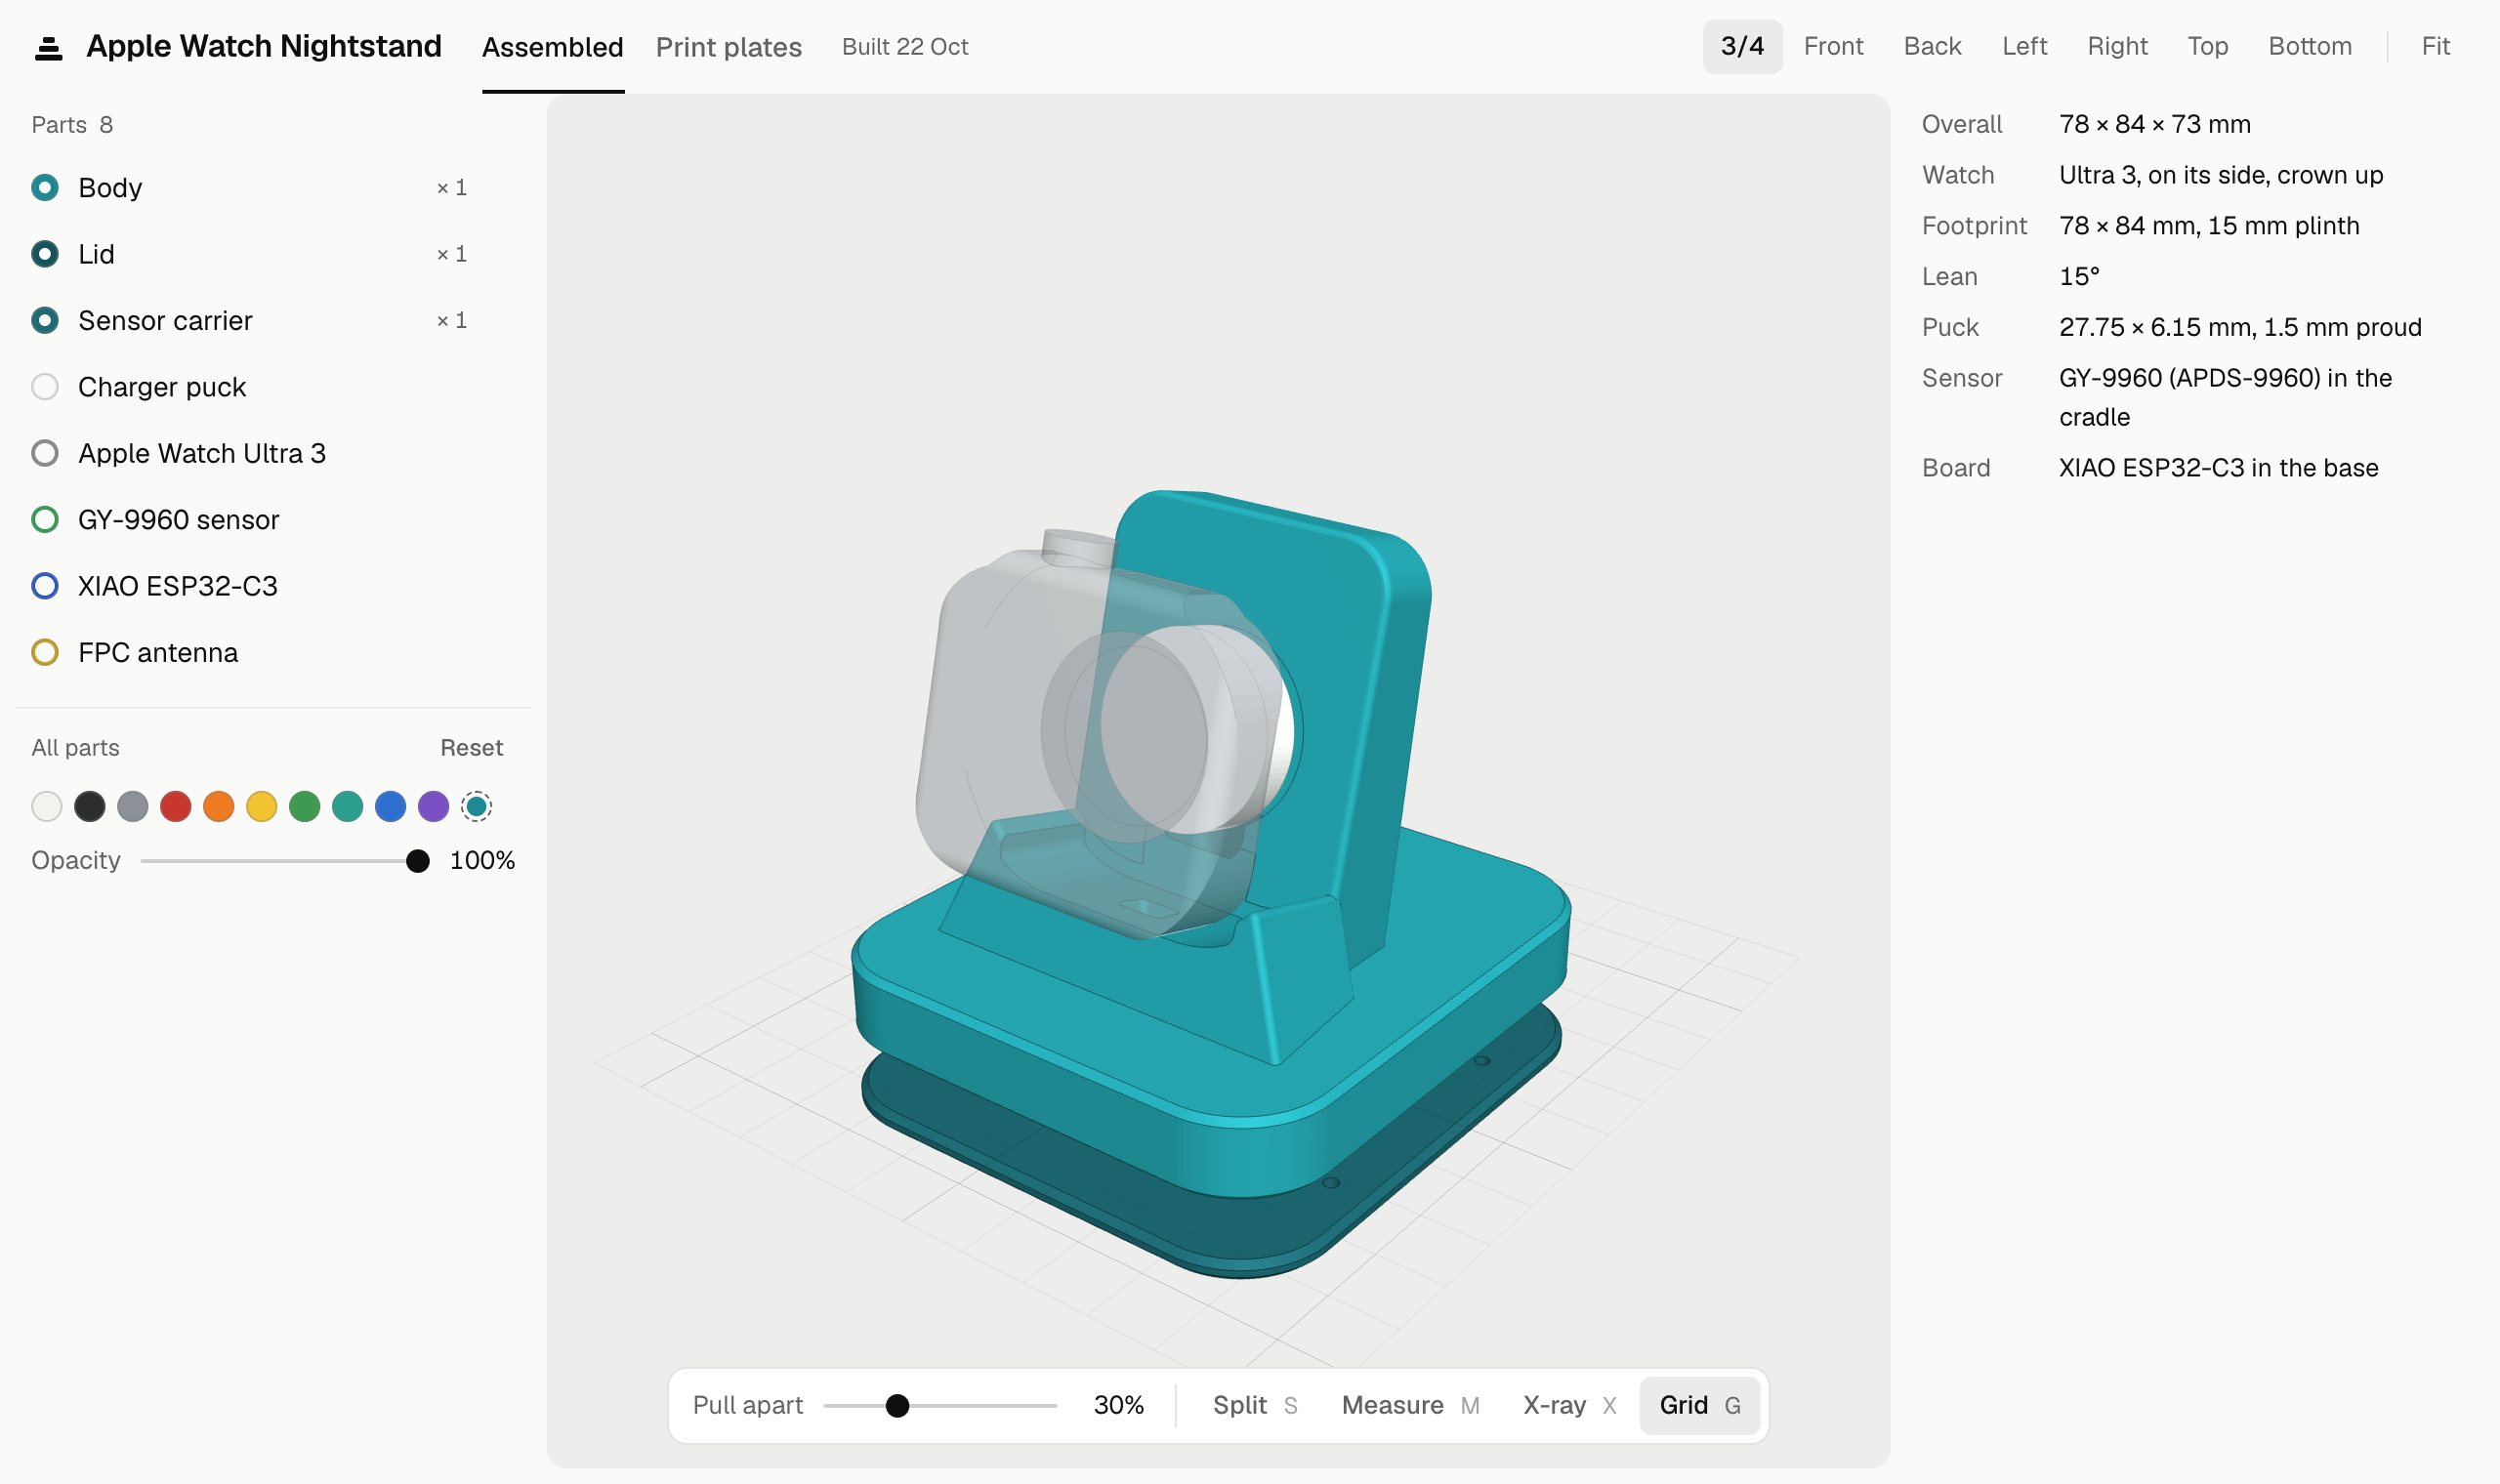 Apple Watch Nightstand
Assembled
Print plates
Built 22 Oct
3/4
Front
Back
Left
Right
Top
Bottom
Fit
Parts 8
Body × 1
Lid × 1
Sensor carrier × 1
Charger puck
Apple Watch Ultra 3
GY-9960 sensor
XIAO ESP32-C3
FPC antenna
All parts
Reset
Opacity 100%
Overall 78 × 84 × 73 mm
Watch Ultra 3, on its side, crown up
Footprint 78 × 84 mm, 15 mm plinth
Lean 15°
Puck 27.75 × 6.15 mm, 1.5 mm proud
Sensor GY-9960 (APDS-9960) in the
cradle
Board XIAO ESP32-C3 in the base
Pull apart 30%
Split S
Measure M
X-ray X
Grid G